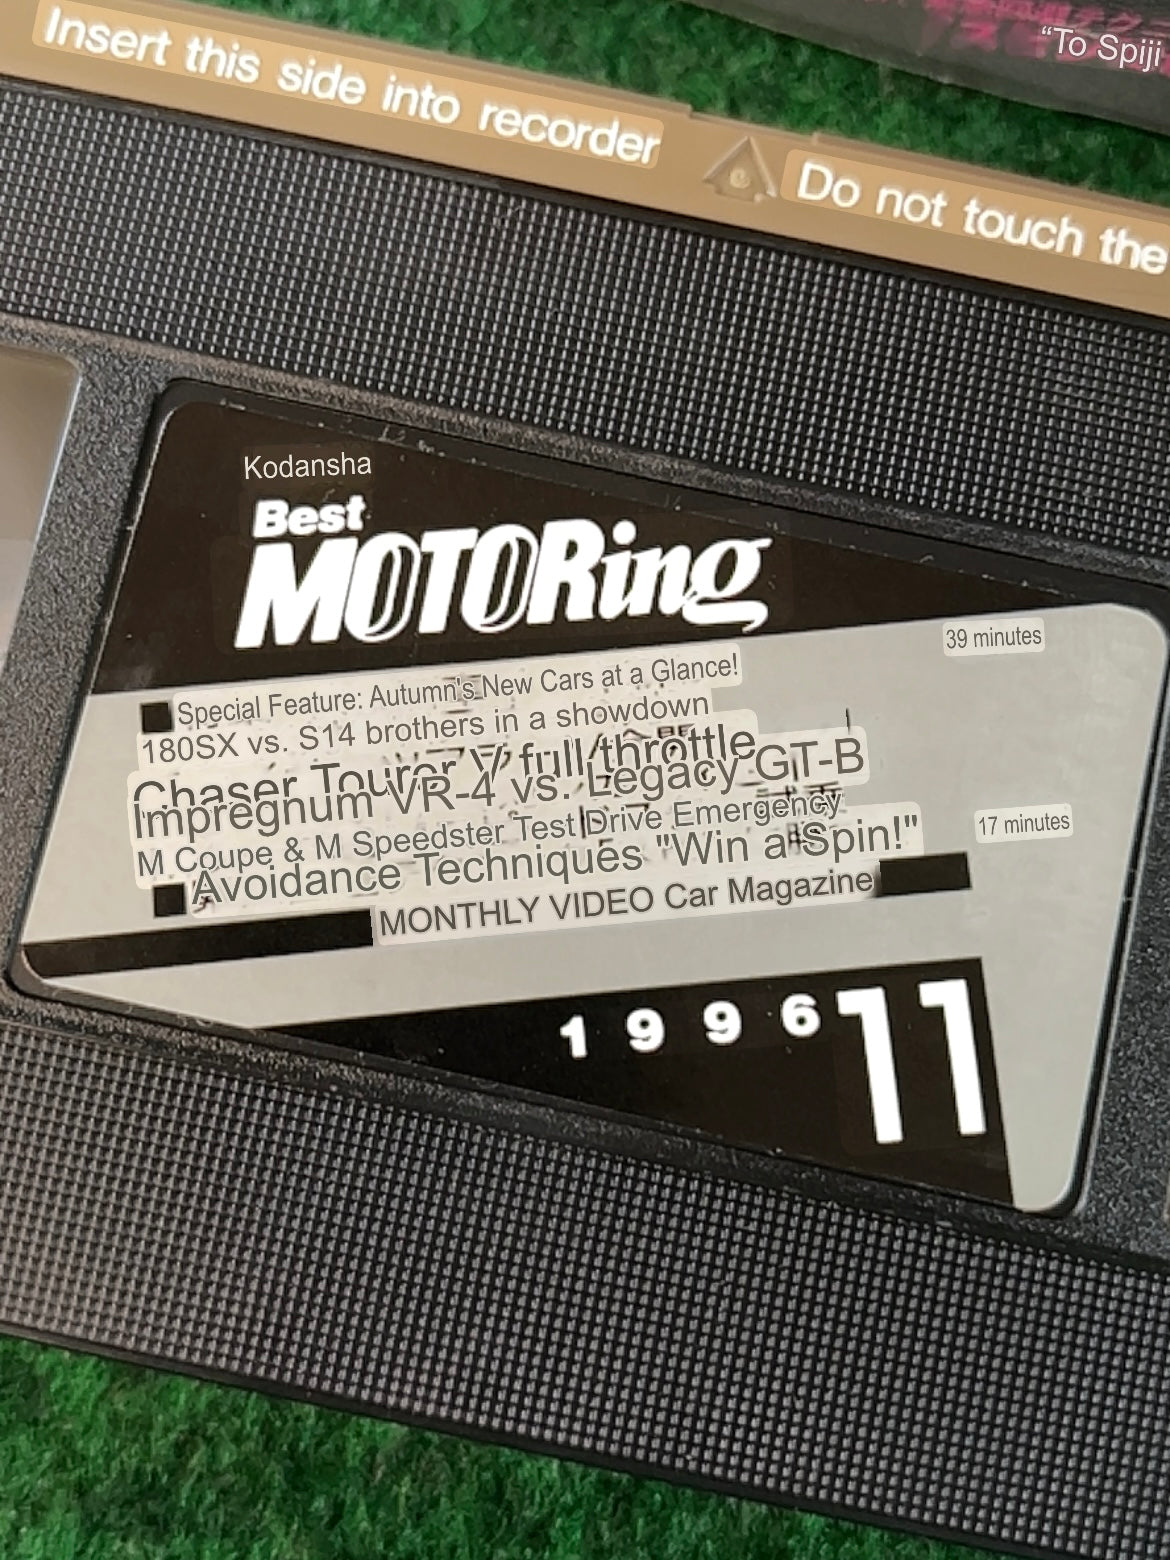 "To Spiji
Insert this side into recorder
Do not touch the
Kodansha
Best
MOTORing
39 minutes
■Special Feature: Autumn's New Cars at a Glance!
180SX vs. S14 brothers in a showdown
Chaser Tourer V full/throttle
Impregnum VR-4 vs. Legacy GT-B
M Coupe & M Speedster Test Drive Emergency
17 minutes
■Avoidance Techniques "Win a Spin!"
MONTHLY VIDEO Car Magazine
1996 11